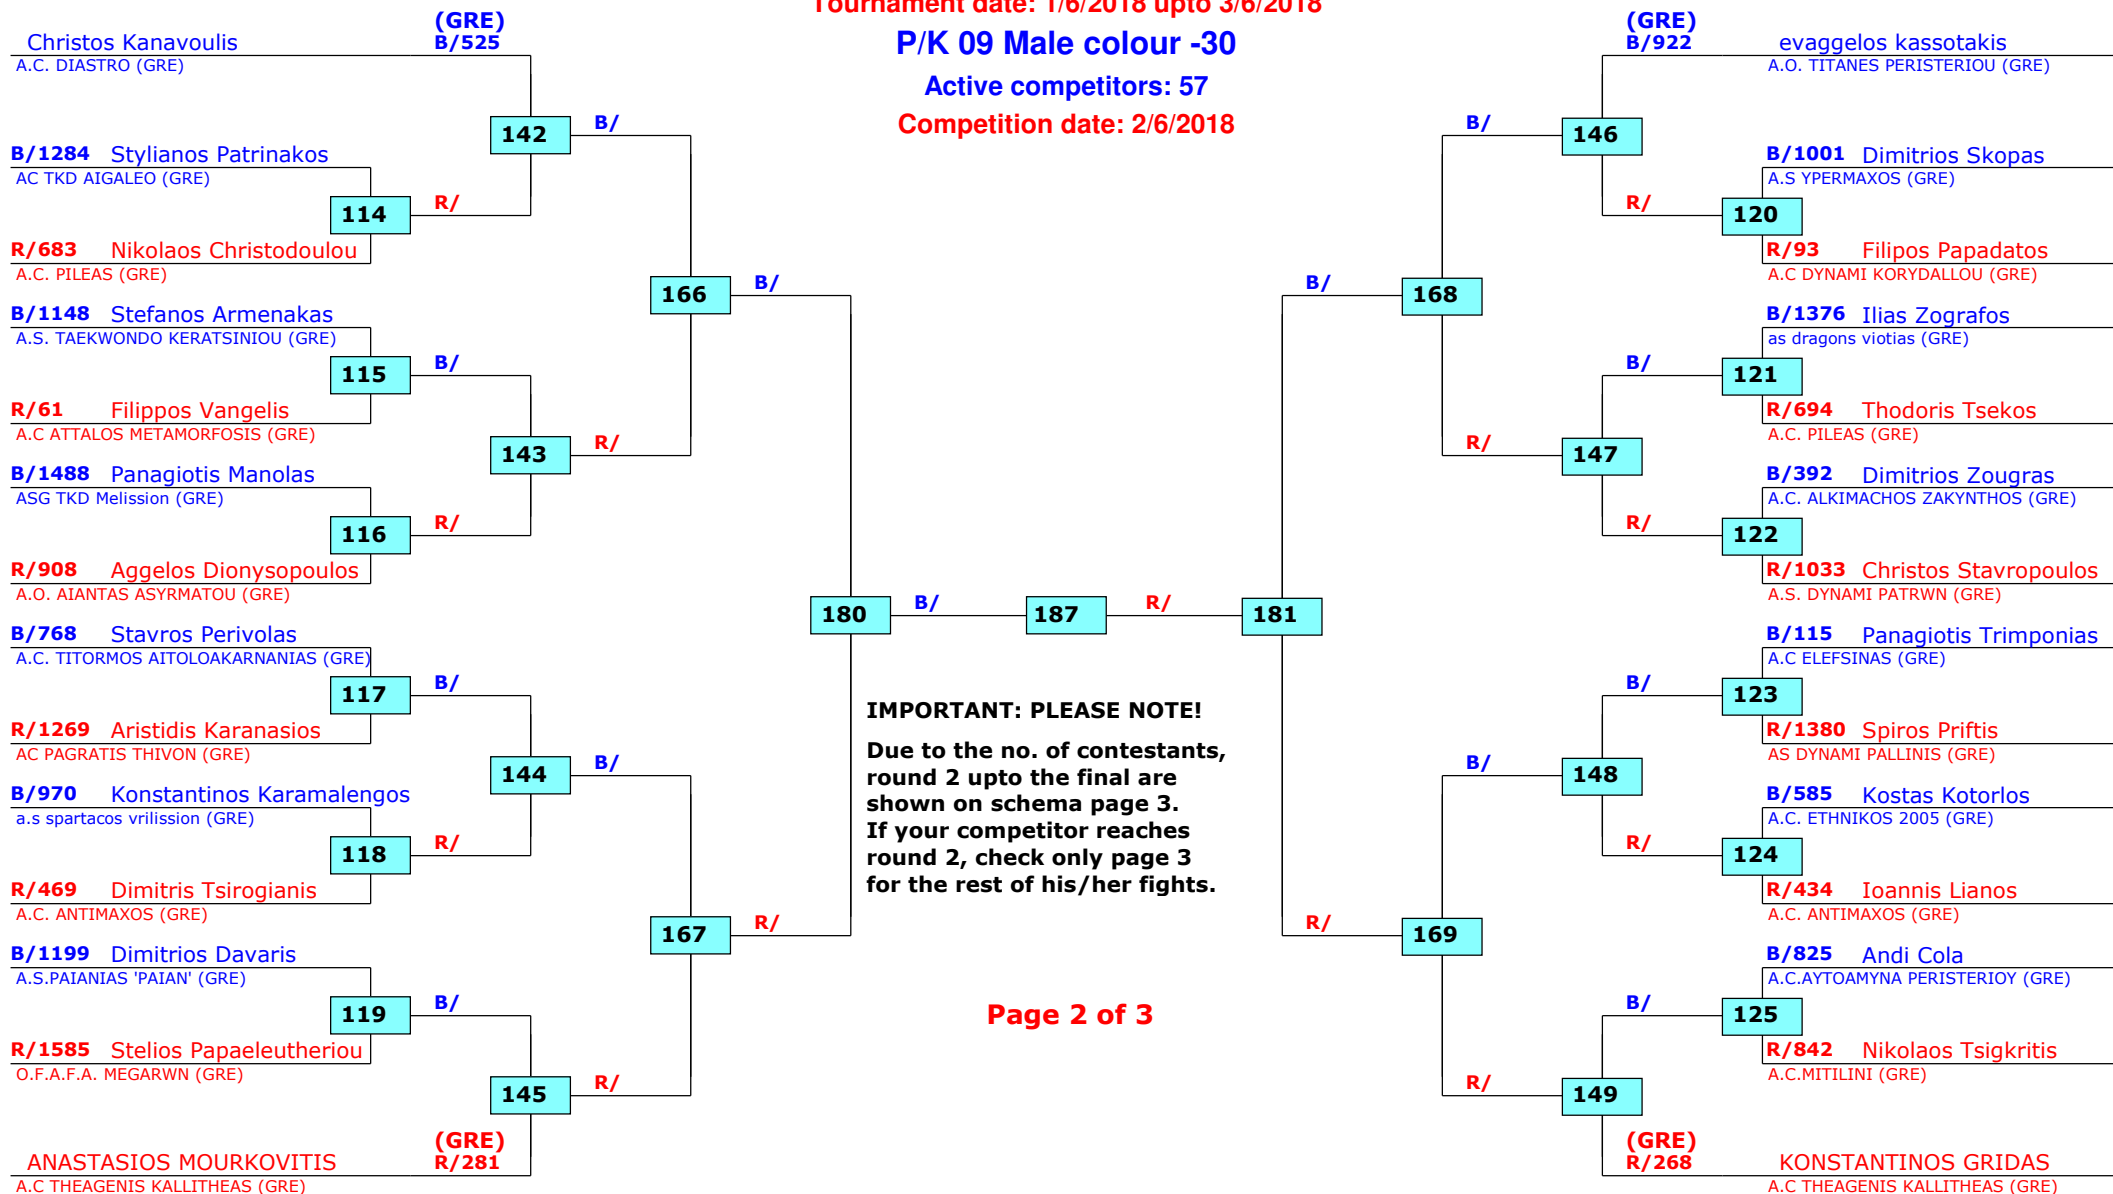 Tournament date: 1/6/2018 upto 3/6/2018
P/K 09 Male colour -30
Active competitors: 57
Competition date: 2/6/2018
(GRE)
Christos Kanavoulis B/525
A.C. DIASTRO (GRE)
142 B/
B/1284 Stylianos Patrinakos
AC TKD AIGALEO (GRE)
114 R/
R/683 Nikolaos Christodoulou
A.C. PILEAS (GRE)
166 B/
B/1148 Stefanos Armenakas
A.S. TAEKWONDO KERATSINIOU (GRE)
115 B/
R/61 Filippos Vangelis
A.C ATTALOS METAMORFOSIS (GRE)
143 R/
B/1488 Panagiotis Manolas
ASG TKD Melission (GRE)
116 R/
R/908 Aggelos Dionysopoulos
A.O. AIANTAS ASYRMATOU (GRE)
180 B/ 187 R/ 181
B/768 Stavros Perivolas
A.C. TITORMOS AITOLOAKARNANIAS (GRE)
117 B/
R/1269 Aristidis Karanasios
AC PAGRATIS THIVON (GRE)
144 B/
B/970 Konstantinos Karamalengos
a.s spartacos vrilission (GRE)
118 R/
R/469 Dimitris Tsirogianis
A.C. ANTIMAXOS (GRE)
167 R/
B/1199 Dimitrios Davaris
A.S.PAIANIAS 'PAIAN' (GRE)
119 B/
R/1585 Stelios Papaeleutheriou
O.F.A.F.A. MEGARWN (GRE)
145 R/
(GRE)
ANASTASIOS MOURKOVITIS R/281
A.C THEAGENIS KALLITHEAS (GRE)
IMPORTANT: PLEASE NOTE!
Due to the no. of contestants,
round 2 upto the final are
shown on schema page 3.
If your competitor reaches
round 2, check only page 3
for the rest of his/her fights.
Page 2 of 3
(GRE)
B/922 evaggelos kassotakis
A.O. TITANES PERISTERIOU (GRE)
B/ 146
B/1001 Dimitrios Skopas
A.S YPERMAXOS (GRE)
R/ 120
R/93 Filipos Papadatos
A.C DYNAMI KORYDALLOU (GRE)
B/ 168
B/1376 Ilias Zografos
as dragons viotias (GRE)
B/ 121
R/694 Thodoris Tsekos
A.C. PILEAS (GRE)
R/ 147
B/392 Dimitrios Zougras
A.C. ALKIMACHOS ZAKYNTHOS (GRE)
R/ 122
R/1033 Christos Stavropoulos
A.S. DYNAMI PATRWN (GRE)
B/115 Panagiotis Trimponias
A.C ELEFSINAS (GRE)
B/ 123
R/1380 Spiros Priftis
AS DYNAMI PALLINIS (GRE)
B/ 148
B/585 Kostas Kotorlos
A.C. ETHNIKOS 2005 (GRE)
R/ 124
R/434 Ioannis Lianos
A.C. ANTIMAXOS (GRE)
R/ 169
B/825 Andi Cola
A.C.AYTOAMYNA PERISTERIOY (GRE)
B/ 125
R/842 Nikolaos Tsigkritis
A.C.MITILINI (GRE)
R/ 149
(GRE)
R/268 KONSTANTINOS GRIDAS
A.C THEAGENIS KALLITHEAS (GRE)